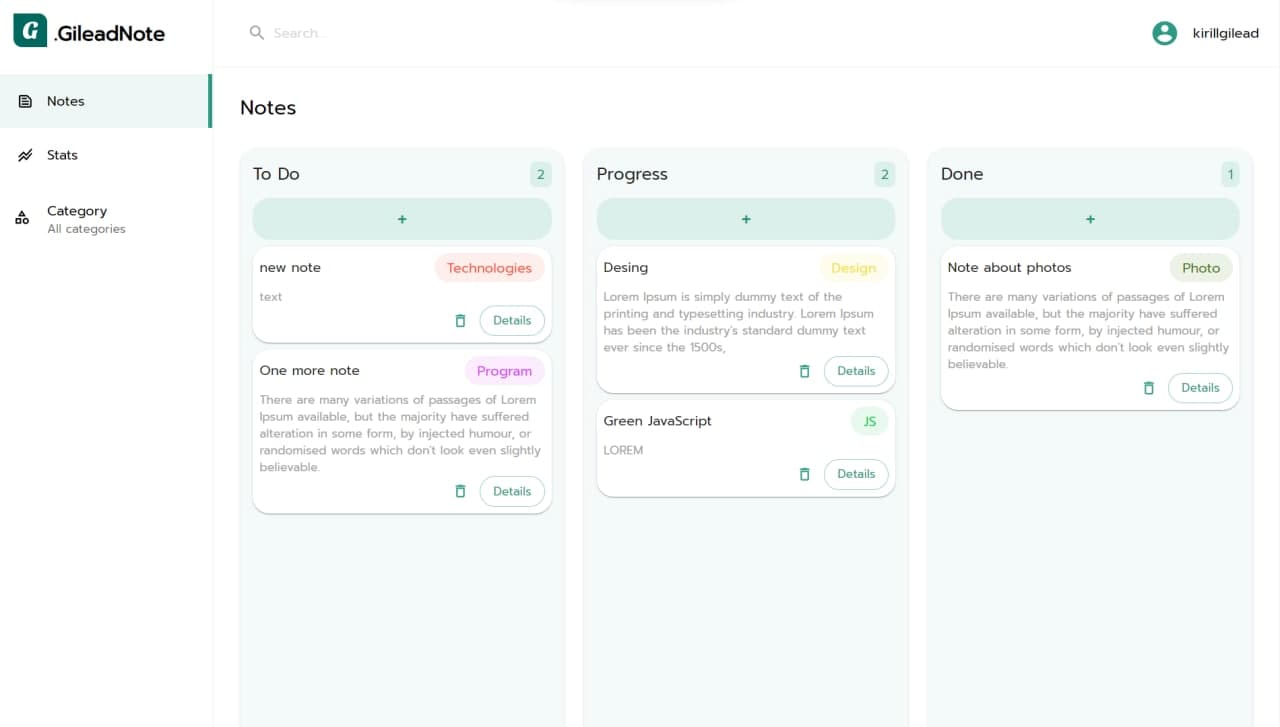 G .GileadNote
Search...
kirillgilead
Notes
Stats
Category
All categories
Notes
To Do 2
+
new note Technologies
text
Details
One more note Program
There are many variations of passages of Lorem
Ipsum available, but the majority have suffered
alteration in some form, by injected humour, or
randomised words which don't look even slightly
believable.
Details
Progress 2
+
Desing Design
Lorem Ipsum is simply dummy text of the
printing and typesetting industry. Lorem Ipsum
has been the industry's standard dummy text
ever since the 1500s,
Details
Green JavaScript JS
LOREM
Details
Done 1
+
Note about photos Photo
There are many variations of passages of Lorem
Ipsum available, but the majority have suffered
alteration in some form, by injected humour, or
randomised words which don't look even slightly
believable.
Details